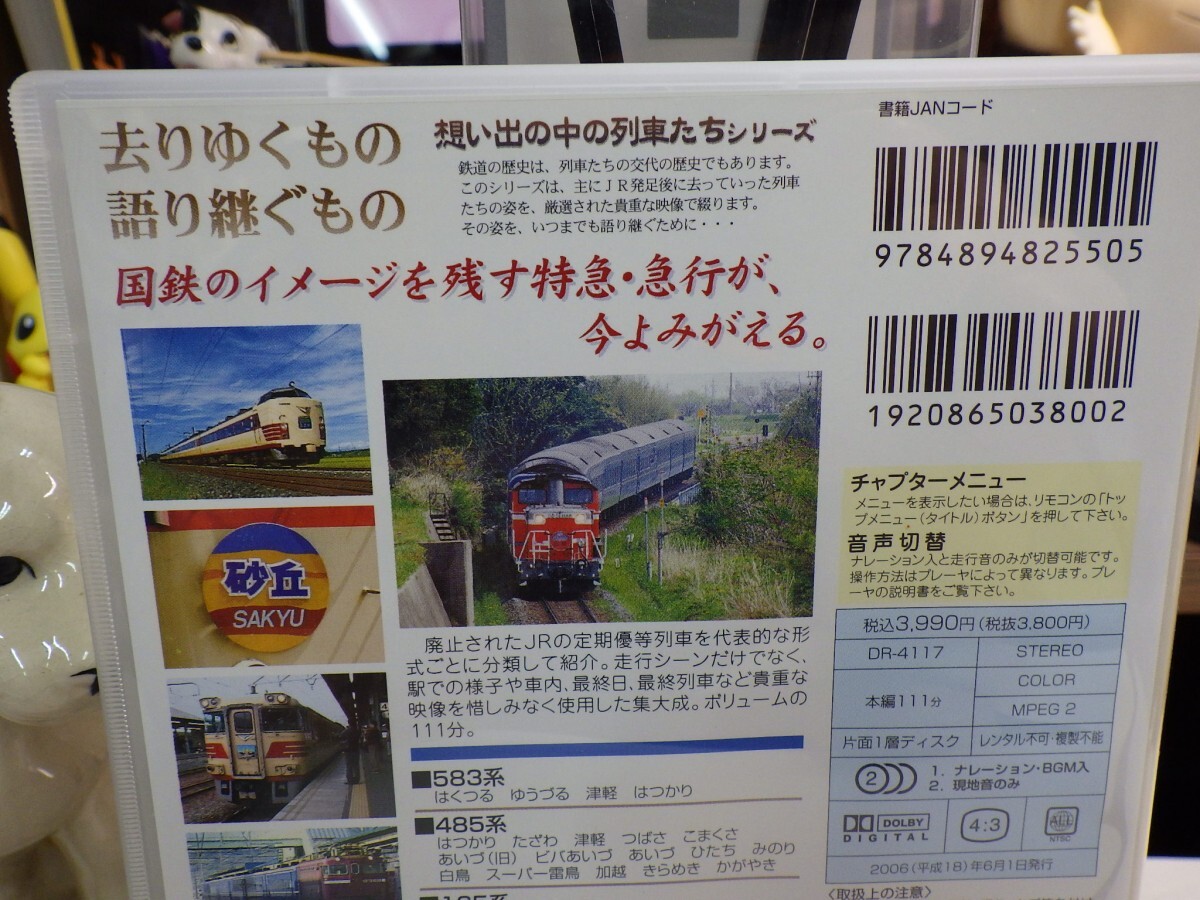 去りゆくもの
語り継ぐもの
想い出の中の列車たちシリーズ
鉄道の歴史は、列車たちの交代の歴史でもあります。
このシリーズは、主にJR発足後に去っていった列車
たちの姿を、厳選された貴重な映像で綴ります。
その姿を、いつまでも語り継ぐために・・・
国鉄のイメージを残す特急・急行が、
今よみがえる。
砂丘
SAKYU
廃止されたJRの定期優等列車を代表的な形
式ごとに分類して紹介。走行シーンだけでなく、
駅での様子や車内、最終日、最終列車など貴重な
映像を惜しみなく使用した集大成。ボリュームの
111分。
■583系
はくつる ゆうづる 津軽 はつかり
■485系
はつかり たざわ 津軽 つばさ こまくさ
あいづ(旧) ビバあいづ あいづ ひたち みのり
白鳥 スーパー雷鳥 加越 きらめき かがやき
書籍JANコード
9784894825505
1920865038002
チャプターメニュー
メニューを表示したい場合は、リモコンの「トッ
プメニュー(タイトル)ボタン」を押して下さい。
音声切替
ナレーション入と走行音のみが切替可能です。
操作方法はプレーヤによって異なります。プレ
ーヤの説明書をご覧下さい。
税込3,990円(税抜3,800円)
DR-4117 STEREO
本編111分 COLOR
MPEG 2
片面1層ディスク レンタル不可・複製不能
2 1. ナレーション・BGM入
2. 現地音のみ
DOLBY
DIGITAL
4:3
ALL
NTSC
2006(平成18)年6月1日発行
〈取扱上の注意〉